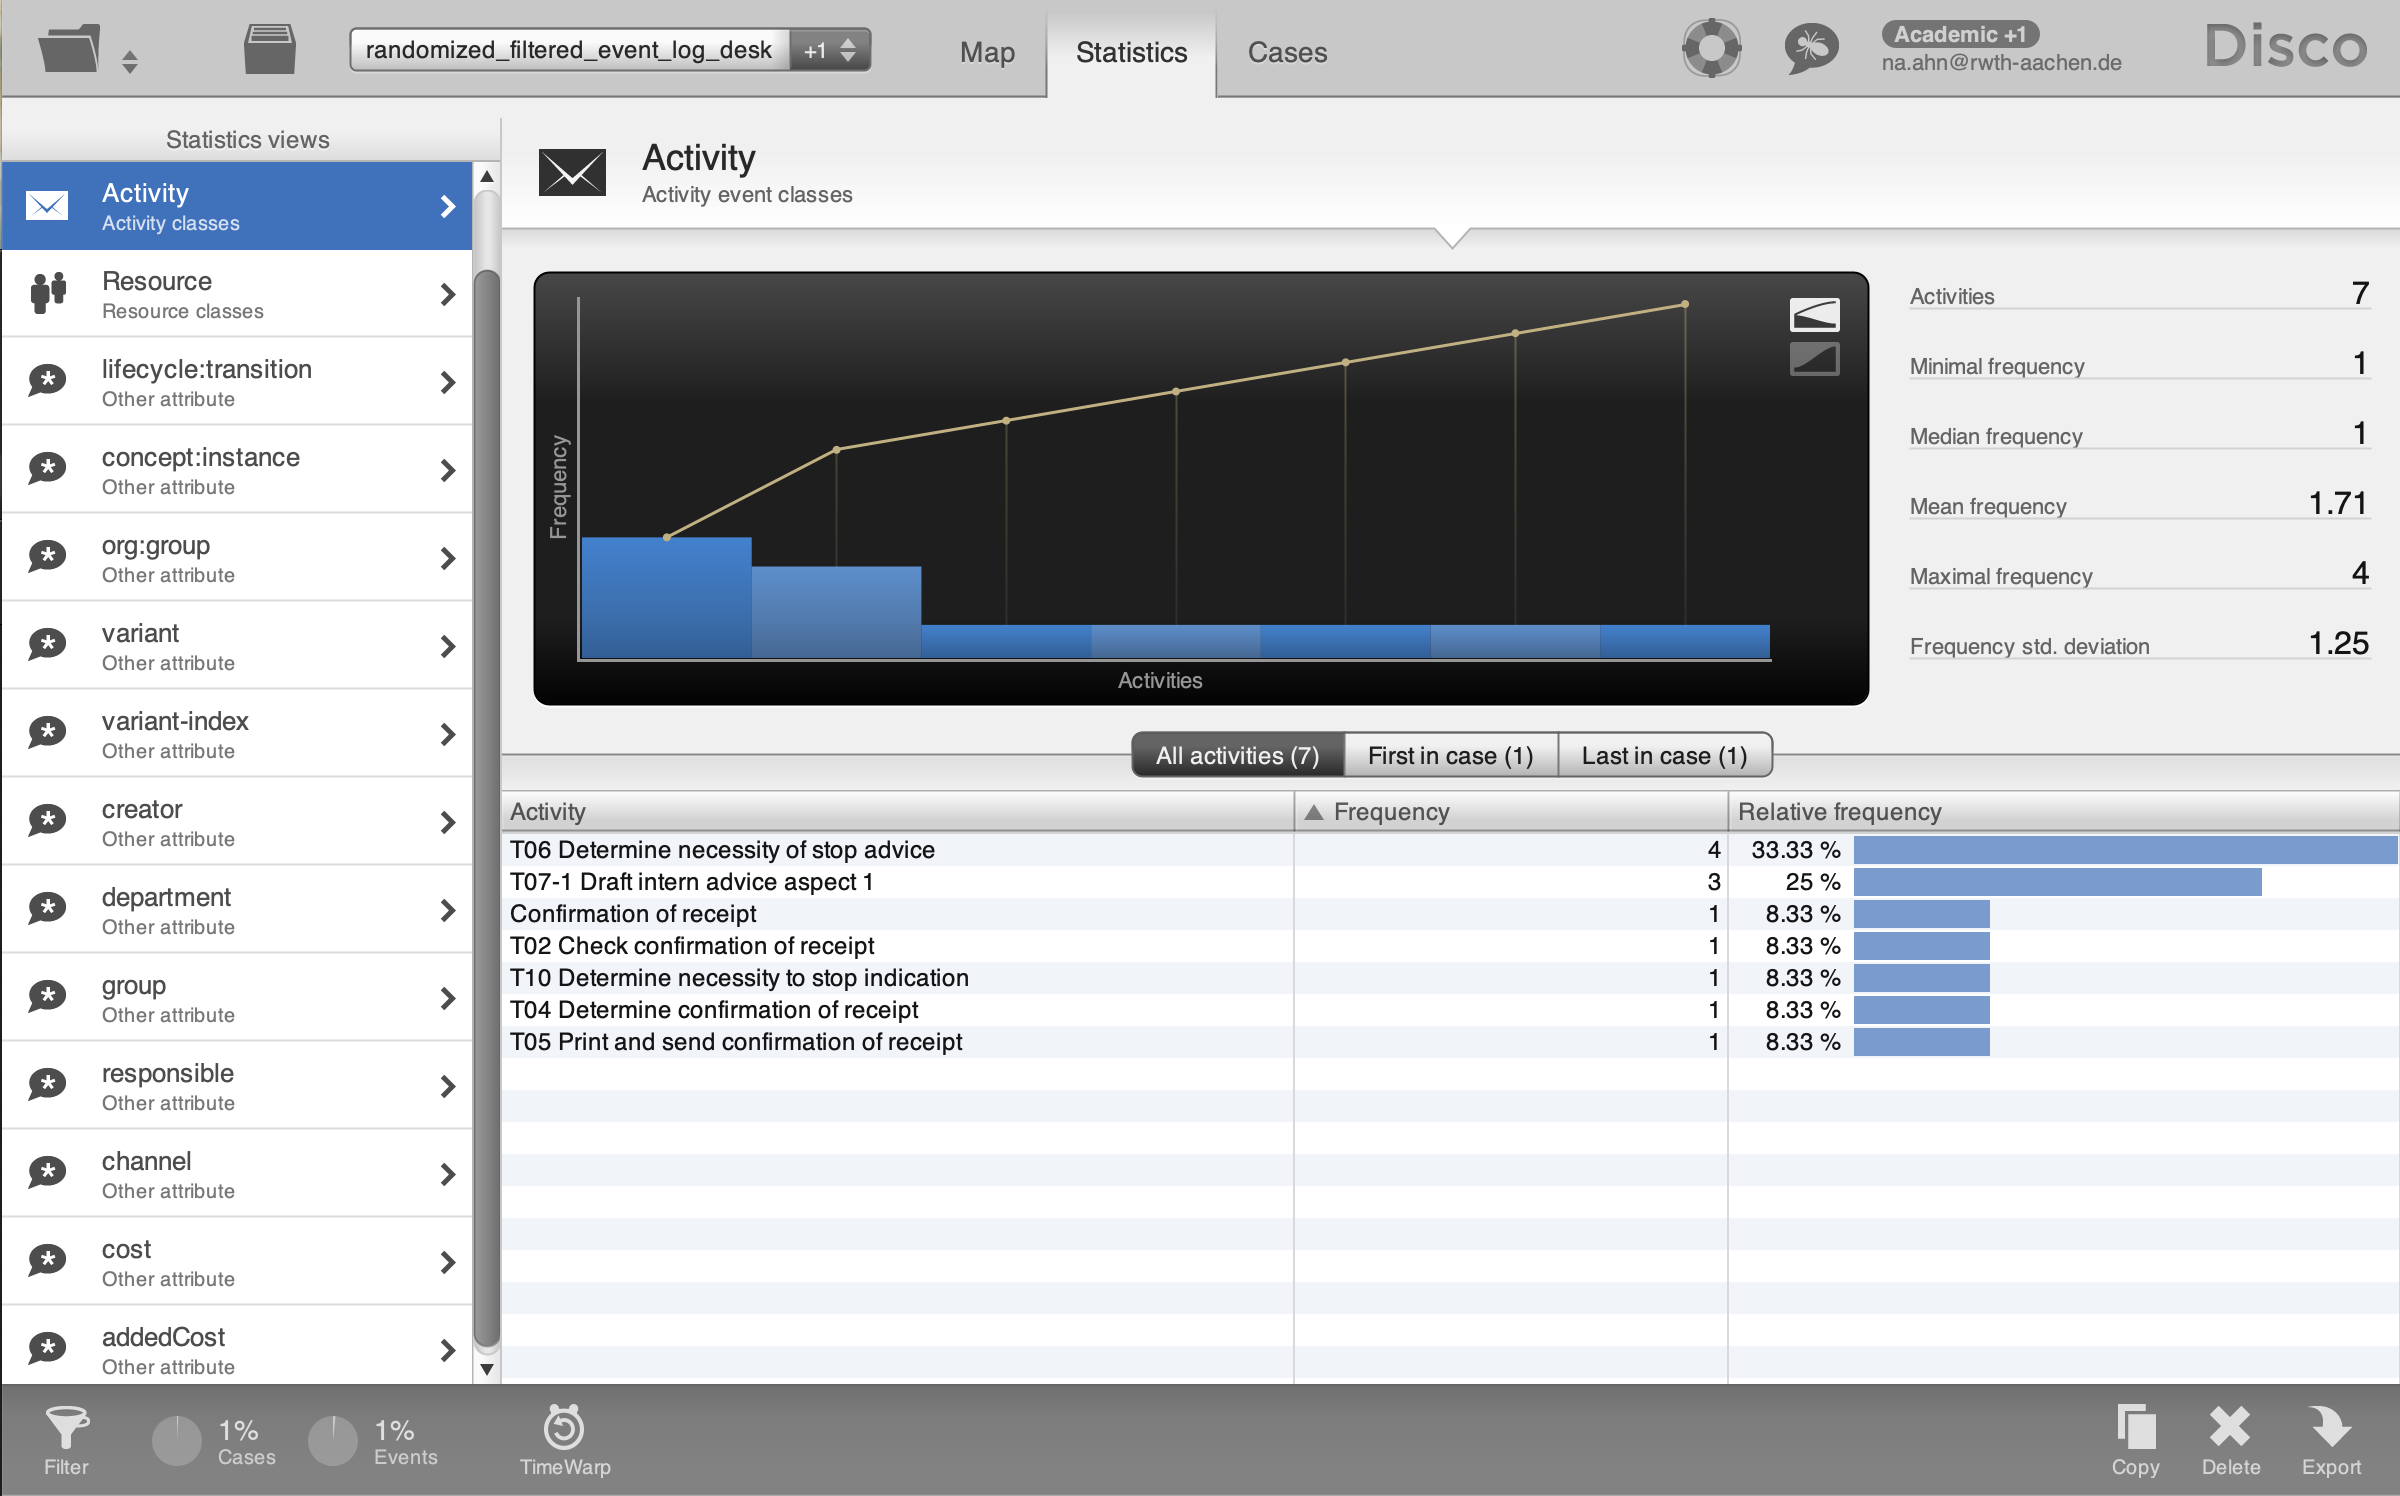 randomized_filtered_event_log_desk +1
Map
Statistics
Cases
Academic +1
na.ahn@rwth-aachen.de
Disco
Statistics views
Activity
Activity classes
Resource
Resource classes
lifecycle:transition
Other attribute
concept:instance
Other attribute
org:group
Other attribute
variant
Other attribute
variant-index
Other attribute
creator
Other attribute
department
Other attribute
group
Other attribute
responsible
Other attribute
channel
Other attribute
cost
Other attribute
addedCost
Other attribute
Activity
Activity event classes
Frequency
Activities
Activities 7
Minimal frequency 1
Median frequency 1
Mean frequency 1.71
Maximal frequency 4
Frequency std. deviation 1.25
All activities (7) First in case (1) Last in case (1)
Activity Frequency Relative frequency
T06 Determine necessity of stop advice 4 33.33 %
T07-1 Draft intern advice aspect 1 3 25 %
Confirmation of receipt 1 8.33 %
T02 Check confirmation of receipt 1 8.33 %
T10 Determine necessity to stop indication 1 8.33 %
T04 Determine confirmation of receipt 1 8.33 %
T05 Print and send confirmation of receipt 1 8.33 %
Filter
1%
Cases
1%
Events
TimeWarp
Copy
Delete
Export